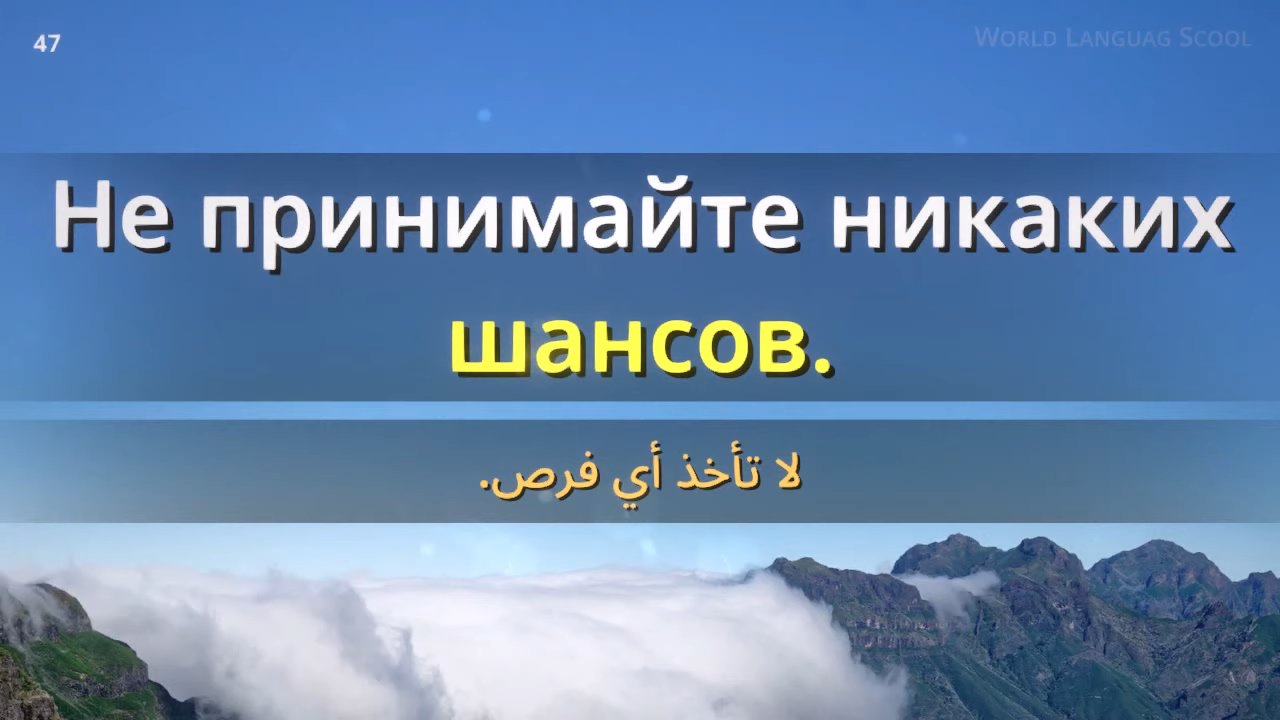 47
World Languag Scool
Не принимайте никаких
шансов.
لا تأخذ أي فرص.